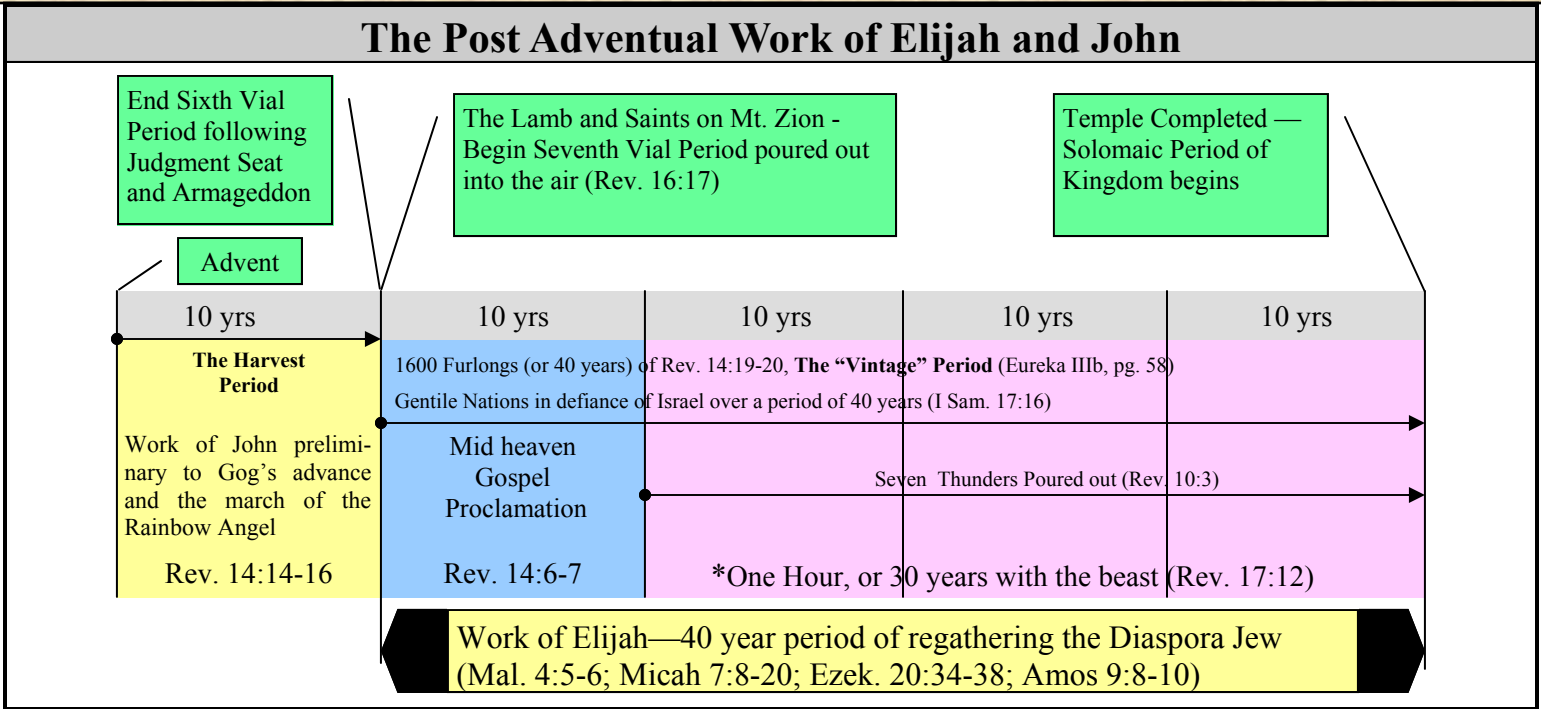 The Post Adventual Work of Elijah and John
End Sixth Vial
Period following
Judgment Seat
and Armageddon
The Lamb and Saints on Mt. Zion -
Begin Seventh Vial Period poured out
into the air (Rev. 16:17)
Temple Completed —
Solomaic Period of
Kingdom begins
Advent
10 yrs
10 yrs
10 yrs
10 yrs
10 yrs
The Harvest
Period
1600 Furlongs (or 40 years) of Rev. 14:19-20, The “Vintage” Period (Eureka IIIb, pg. 58)
Gentile Nations in defiance of Israel over a period of 40 years (I Sam. 17:16)
Work of John prelimi-
nary to Gog’s advance
and the march of the
Rainbow Angel
Mid heaven
Gospel
Proclamation
Seven Thunders Poured out (Rev. 10:3)
Rev. 14:14-16
Rev. 14:6-7
*One Hour, or 30 years with the beast (Rev. 17:12)
Work of Elijah—40 year period of regathering the Diaspora Jew
(Mal. 4:5-6; Micah 7:8-20; Ezek. 20:34-38; Amos 9:8-10)